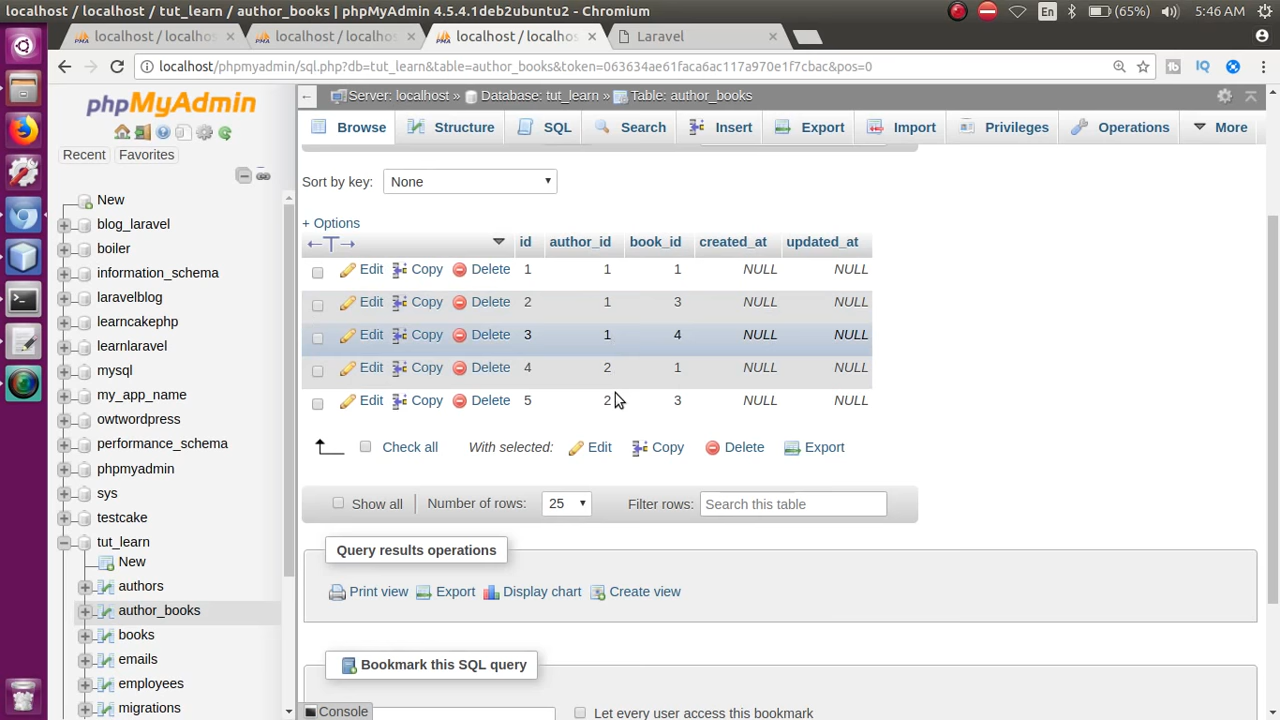 localhost / localhost / tut_learn / author_books | phpMyAdmin 4.5.4.1deb2ubuntu2 - Chromium
En (65%) 5:46 AM
localhost / localhos × localhost / localhos × localhost / localhos × Laravel ×
localhost/phpmyadmin/sql.php?db=tut_learn&table=author_books&token=063634ae61facacac117a970e1f7cbac&pos=0 IQ
phpMyAdmin
Recent Favorites
New
blog_laravel
boiler
information_schema
laravelblog
learncakephp
learnlaravel
mysql
my_app_name
owtwordpress
performance_schema
phpmyadmin
sys
testcake
tut_learn
New
authors
author_books
books
emails
employees
migrations
Server: localhost » Database: tut_learn » Table: author_books
Browse Structure SQL Search Insert Export Import Privileges Operations More
Sort by key: None
+ Options
id author_id book_id created_at updated_at
Edit Copy Delete 1 1 1 NULL NULL
Edit Copy Delete 2 1 3 NULL NULL
Edit Copy Delete 3 1 4 NULL NULL
Edit Copy Delete 4 2 1 NULL NULL
Edit Copy Delete 5 2 3 NULL NULL
Check all With selected: Edit Copy Delete Export
Show all Number of rows: 25 Filter rows: Search this table
Query results operations
Print view Export Display chart Create view
Bookmark this SQL query
Console
Let every user access this bookmark